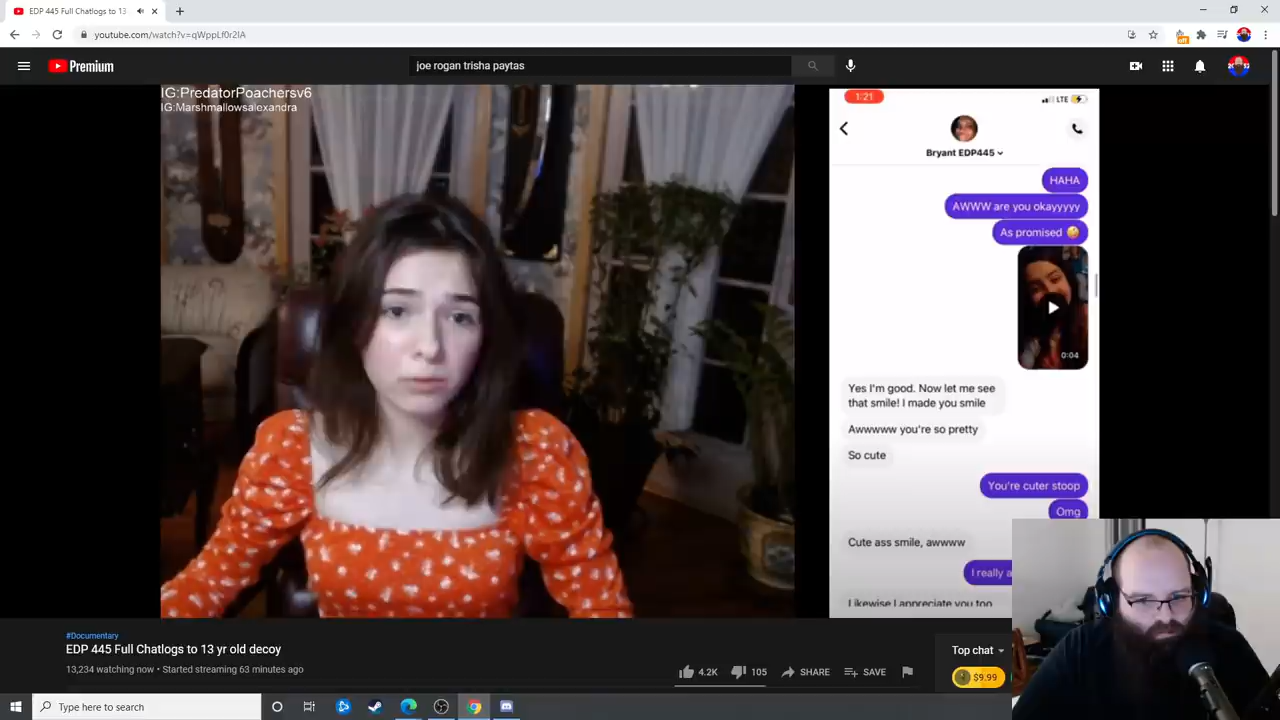 EDP 445 Full Chatlogs to 13
youtube.com/watch?v=qWppLf0r2IA
Premium
joe rogan trisha paytas
IG:PredatorPoachersv6
IG:Marshmallowsalexandra
1:21
LTE
Bryant EDP445
HAHA
AWWW are you okayyyyy
As promised 🤪
0:04
Yes I'm good. Now let me see
that smile! I made you smile
Awwwww you're so pretty
So cute
You're cuter stoop
Omg
Cute ass smile, awwww
I really a
Likewise I appreciate you too
#Documentary
EDP 445 Full Chatlogs to 13 yr old decoy
13,234 watching now • Started streaming 63 minutes ago
4.2K
105
SHARE
SAVE
Top chat
$9.99
Type here to search